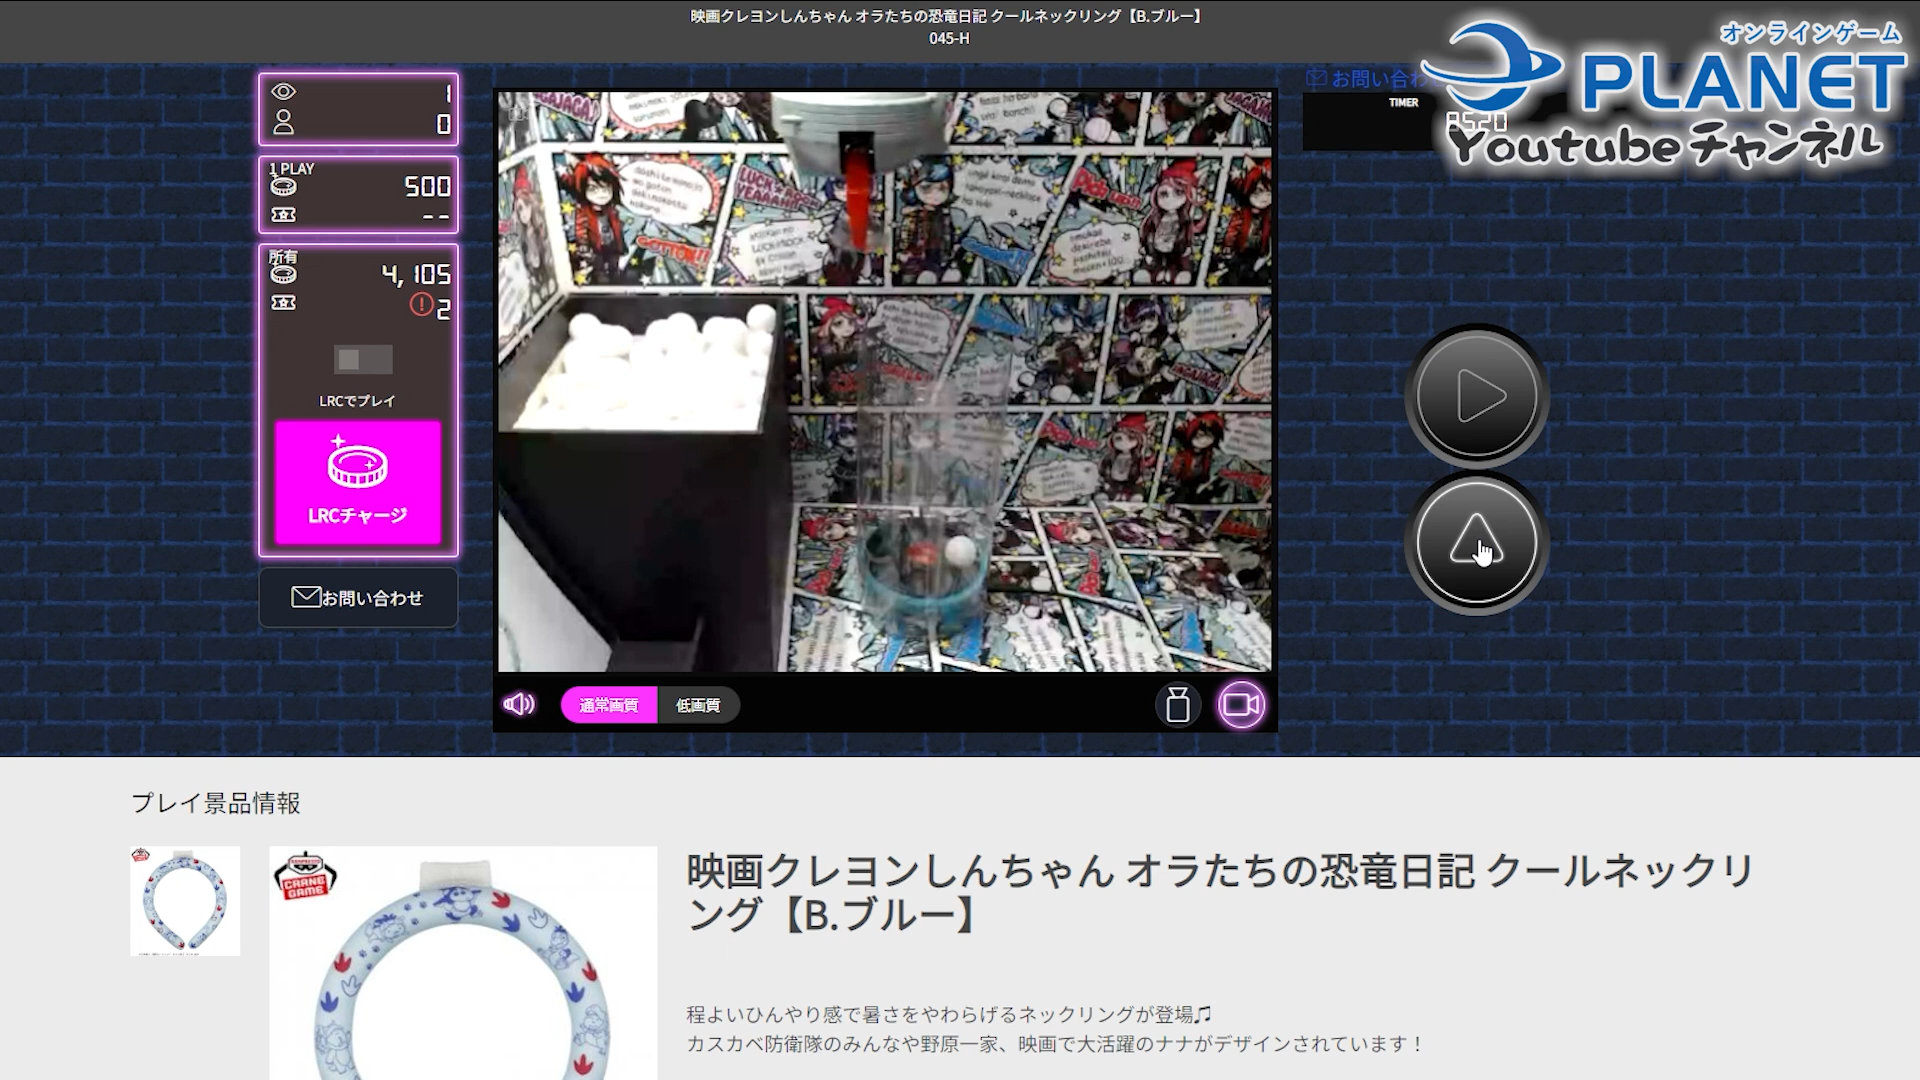 映画クレヨンしんちゃん オラたちの恐竜日記 クールネックリング【B.ブルー】
045-H
オンラインゲーム
PLANET
Youtubeチャンネル
お問い合わ
TIMER
1
0
1 PLAY
500
--
所有
4,105
2
LRCでプレイ
LRCチャージ
お問い合わせ
LUCK
GOTTON!!
通常画質
低画質
プレイ景品情報
CRANE GAME
映画クレヨンしんちゃん オラたちの恐竜日記 クールネックリ
ング【B.ブルー】
程よいひんやり感で暑さをやわらげるネックリングが登場♫
カスカベ防衛隊のみんなや野原一家、映画で大活躍のナナがデザインされています！